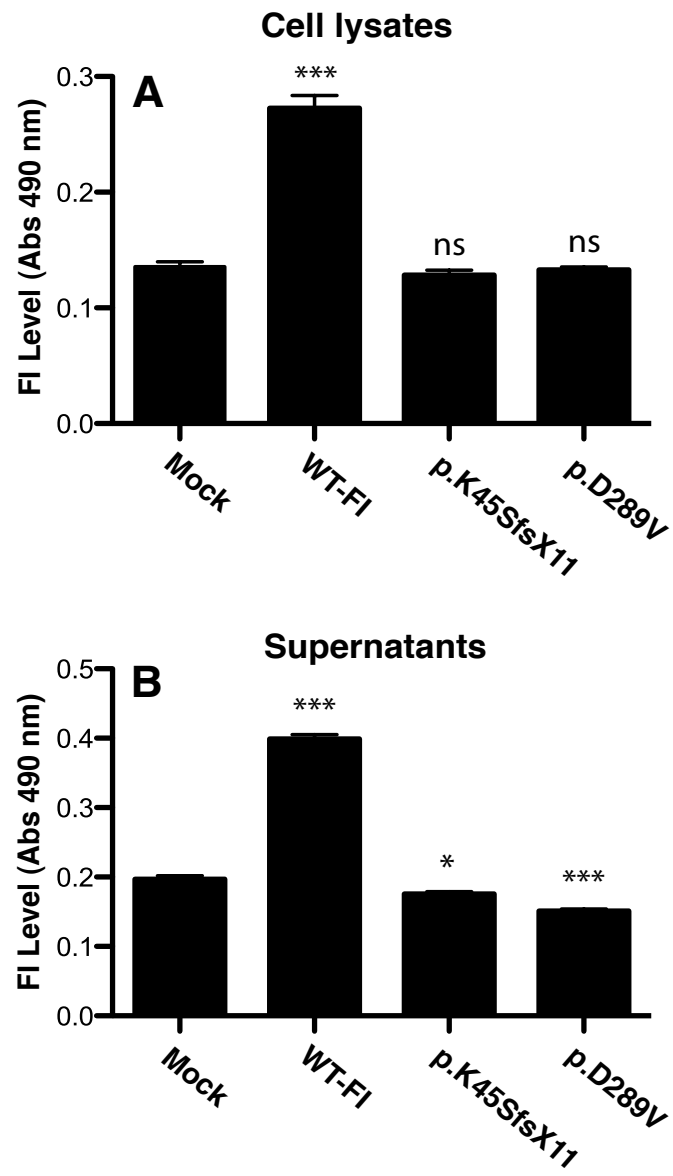 Cell lysates
A
FI Level (Abs 490 nm)
0.3
0.2
0.1
0.0
***
ns
ns
Mock
WT-FI
p.K45SfsX11
p.D289V
Supernatants
B
FI Level (Abs 490 nm)
0.5
0.4
0.3
0.2
0.1
0.0
***
*
***
Mock
WT-FI
p.K45SfsX11
p.D289V